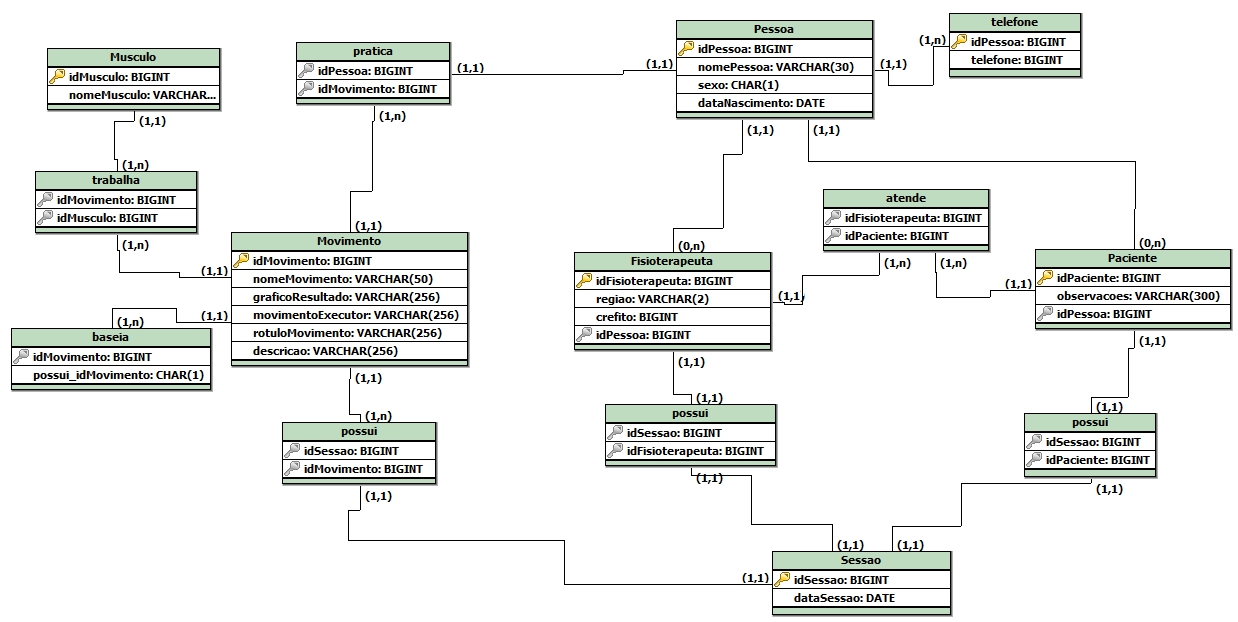 telefone
idPessoa: BIGINT
telefone: BIGINT
(1,n)
(1,1)
Pessoa
idPessoa: BIGINT
nomePessoa: VARCHAR(30)
sexo: CHAR(1)
dataNascimento: DATE
(1,1)
(1,1)
(1,1)
pratica
idPessoa: BIGINT
idMovimento: BIGINT
(1,1)
(1,n)
Musculo
idMusculo: BIGINT
nomeMusculo: VARCHAR...
(1,1)
(1,n)
trabalha
idMovimento: BIGINT
idMusculo: BIGINT
(1,n)
(1,1)
(1,1)
Movimento
idMovimento: BIGINT
nomeMovimento: VARCHAR(50)
graficoResultado: VARCHAR(256)
movimentoExecutor: VARCHAR(256)
rotuloMovimento: VARCHAR(256)
descricao: VARCHAR(256)
(1,1)
(1,1)
(1,n)
baseia
idMovimento: BIGINT
possui_idMovimento: CHAR(1)
(1,n)
possui
idSessao: BIGINT
idMovimento: BIGINT
(1,1)
atende
idFisioterapeuta: BIGINT
idPaciente: BIGINT
(1,n)
(1,n)
(0,n)
Fisioterapeuta
idFisioterapeuta: BIGINT
regiao: VARCHAR(2)
crefito: BIGINT
idPessoa: BIGINT
(1,1)
(1,1)
(0,n)
Paciente
idPaciente: BIGINT
observacoes: VARCHAR(300)
idPessoa: BIGINT
(1,1)
(1,1)
(1,1)
possui
idSessao: BIGINT
idFisioterapeuta: BIGINT
(1,1)
(1,1)
possui
idSessao: BIGINT
idPaciente: BIGINT
(1,1)
(1,1)
(1,1)
(1,1)
Sessao
idSessao: BIGINT
dataSessao: DATE